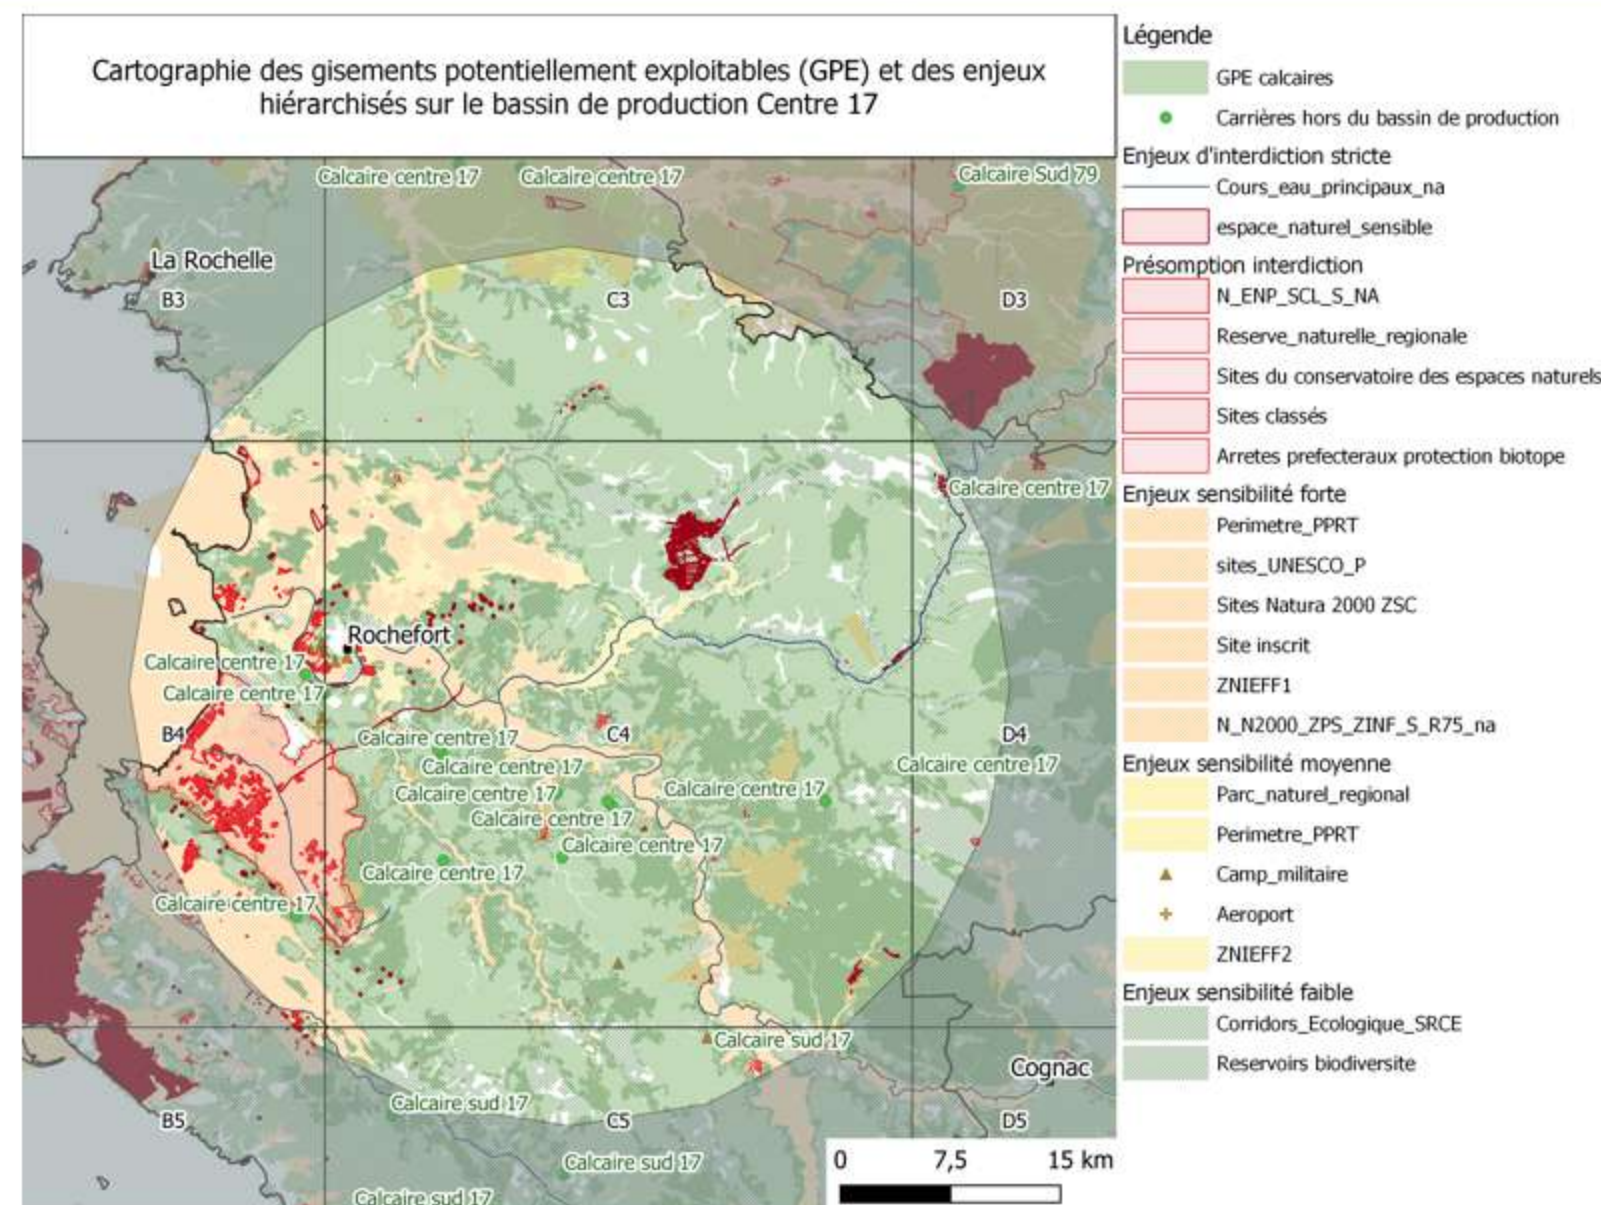 Cartographie des gisements potentiellement exploitables (GPE) et des enjeux
hiérarchisés sur le bassin de production Centre 17
Calcaire centre 17
Calcaire centre 17
Calcaire Sud 79
La Rochelle
B3
C3
D3
Calcaire centre 17
Rochefort
Calcaire centre 17
Calcaire centre 17
B4
Calcaire centre 17
C4
D4
Calcaire centre 17
Calcaire centre 17
Calcaire centre 17
Calcaire centre 17
Calcaire centre 17
Calcaire centre 17
Calcaire centre 17
Calcaire centre 17
Calcaire sud 17
Cognac
Calcaire sud 17
B5
C5
D5
Calcaire sud 17
Calcaire sud 17
0 7,5 15 km
Légende
GPE calcaires
Carrières hors du bassin de production
Enjeux d'interdiction stricte
Cours_eau_principaux_na
espace_naturel_sensible
Présomption interdiction
N_ENP_SCL_S_NA
Reserve_naturelle_regionale
Sites du conservatoire des espaces naturels
Sites classés
Arretes prefecteraux protection biotope
Enjeux sensibilité forte
Perimetre_PPRT
sites_UNESCO_P
Sites Natura 2000 ZSC
Site inscrit
ZNIEFF1
N_N2000_ZPS_ZINF_S_R75_na
Enjeux sensibilité moyenne
Parc_naturel_regional
Perimetre_PPRT
Camp_militaire
Aeroport
ZNIEFF2
Enjeux sensibilité faible
Corridors_Ecologique_SRCE
Reservoirs biodiversite